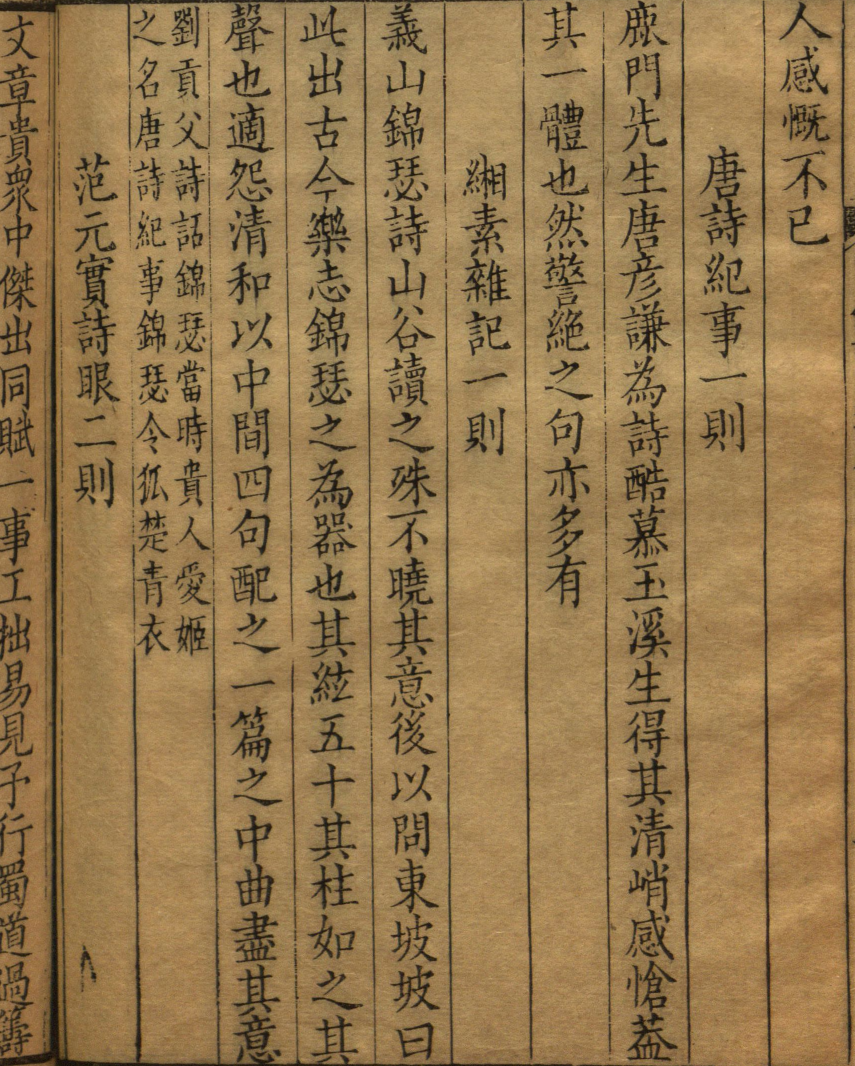 人感慨不已
唐詩紀事一則
鹿門先生唐彦謙為詩酷慕玉溪生得其清峭感愴葢
其一體也然警絕之句亦多有
緗素雜記一則
義山錦瑟詩山谷讀之殊不曉其意後以問東坡坡曰
此出古今樂志錦瑟之為器也其絃五十其柱如之其
聲也適怨清和以中間四句配之一篇之中曲盡其意
劉貢父詩話錦瑟當時貴人愛姬
之名唐詩紀事錦瑟令狐楚青衣
范元實詩眼二則
文章貴衆中傑出同賦一事工拙易見予行蜀道過籌